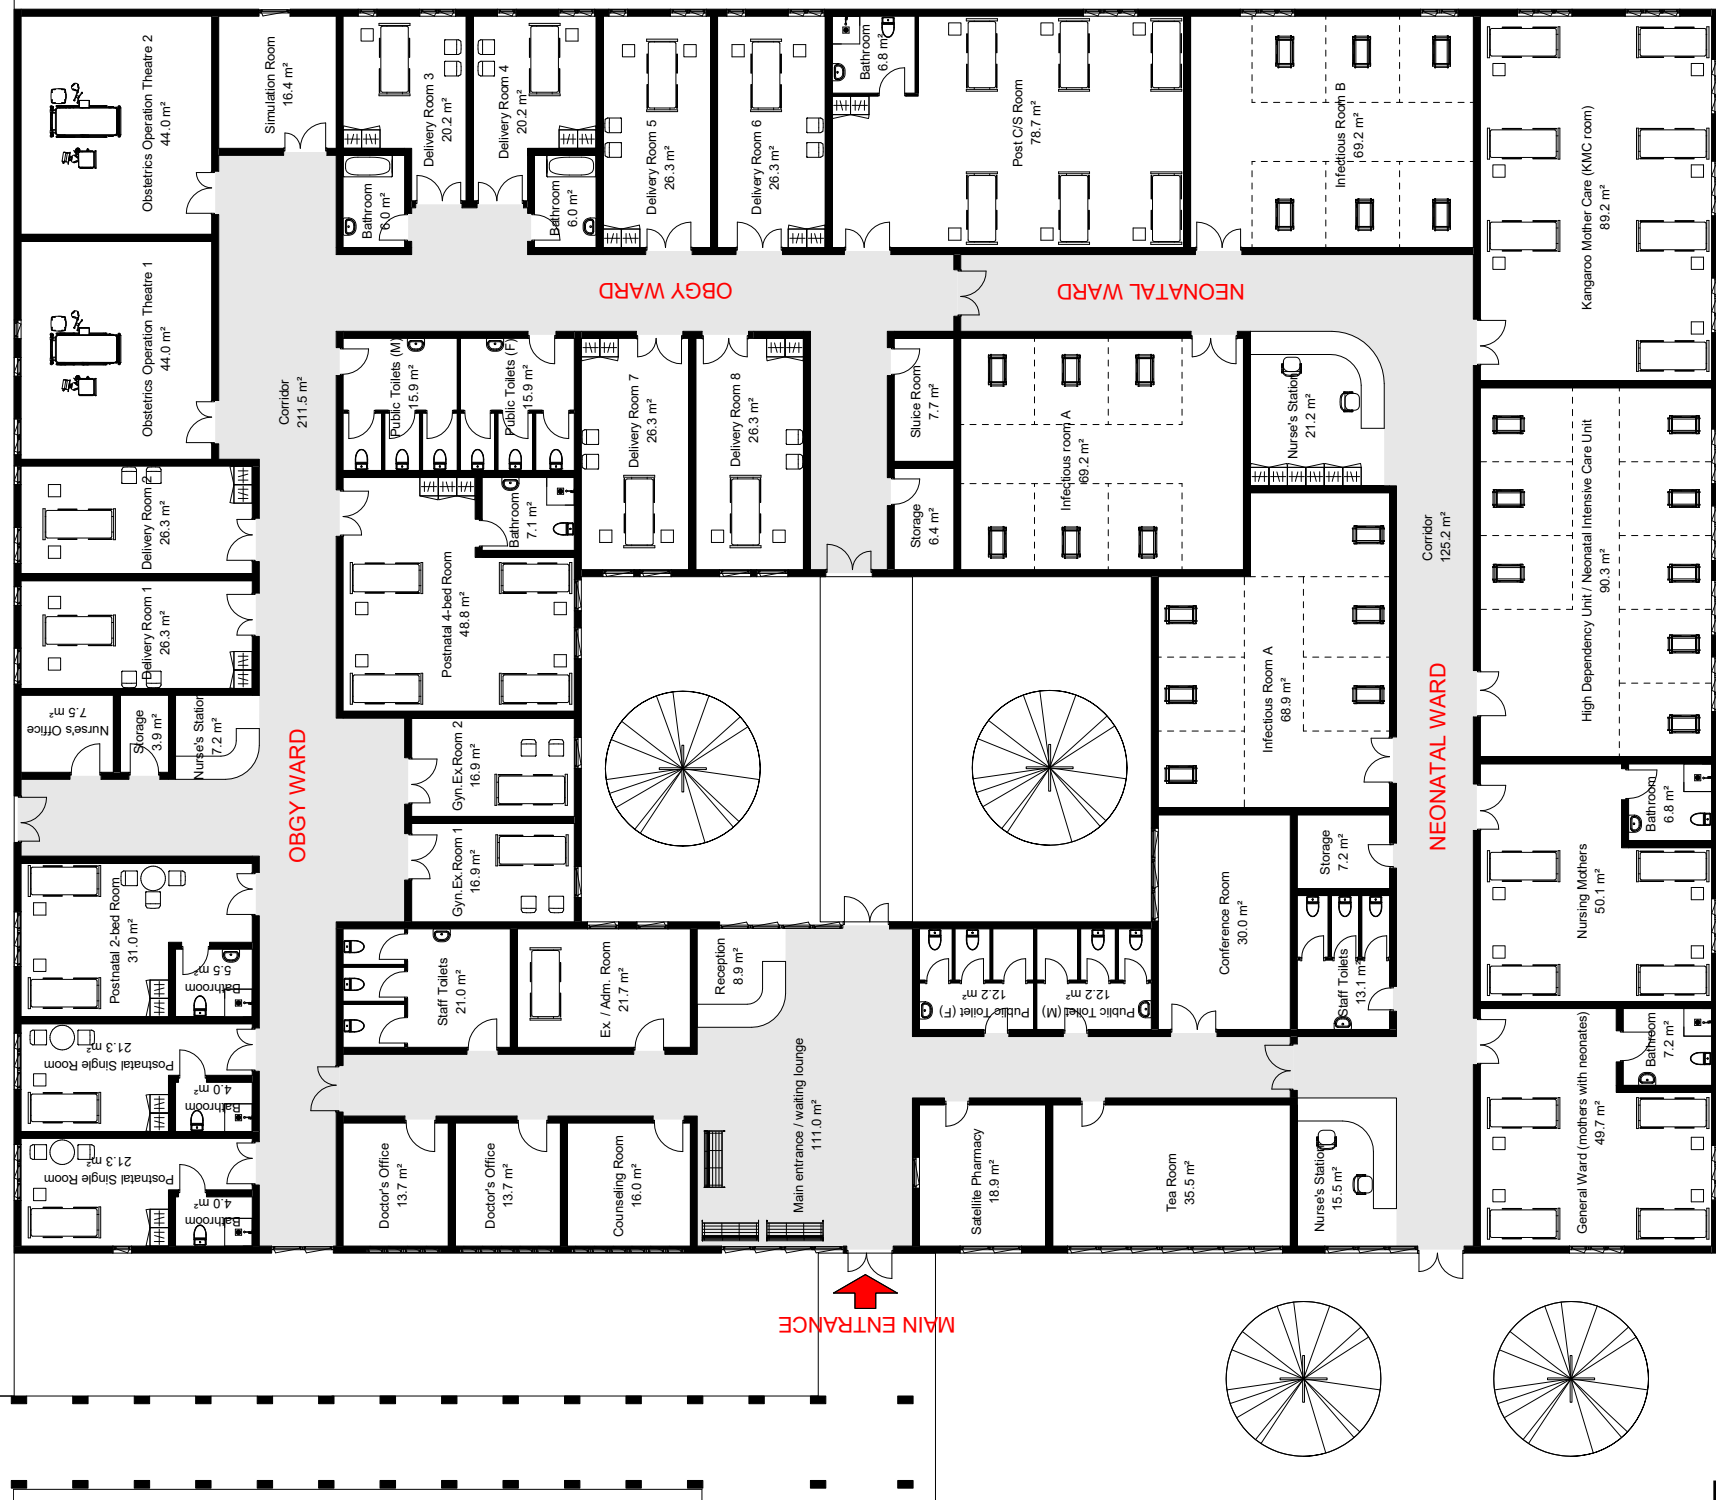 Obstetrics Operation Theatre 2
44.0 m²
Simulation Room
16.4 m²
Delivery Room 3
20.2 m²
Delivery Room 4
20.2 m²
Delivery Room 5
26.3 m²
Delivery Room 6
26.3 m²
Bathroom
6.8 m²
Post C/S Room
78.7 m²
Infectious Room B
69.2 m²
Kangaroo Mother Care (KMC room)
89.2 m²
Bathroom
6.0 m²
Bathroom
6.0 m²
OBGY WARD
NEONATAL WARD
Obstetrics Operation Theatre 1
44.0 m²
Corridor
211.5 m²
Public Toilets (M)
15.9 m²
Public Toilets (F)
15.9 m²
Delivery Room 7
26.3 m²
Delivery Room 8
26.3 m²
Sluice Room
7.7 m²
Infectious room A
69.2 m²
Nurse's Station
21.2 m²
High Dependency Unit / Neonatal Intensive Care Unit
90.3 m²
Delivery Room 2
26.3 m²
Bathroom
7.1 m²
Storage
6.4 m²
Corridor
125.2 m²
Delivery Room 1
26.3 m²
Postnatal 4-bed Room
48.8 m²
Infectious Room A
68.9 m²
Nurse's Office
7.5 m²
Storage
3.9 m²
Nurse's Station
7.2 m²
OBGY WARD
Gyn.Ex.Room 2
16.9 m²
NEONATAL WARD
Gyn.Ex.Room 1
16.9 m²
Bathroom
6.8 m²
Storage
7.2 m²
Postnatal 2-bed Room
31.0 m²
Bathroom
5.5 m²
Staff Toilets
21.0 m²
Ex. / Adm. Room
21.7 m²
Reception
8.9 m²
Public Toilet (F)
12.2 m²
Public Toilet (M)
12.2 m²
Conference Room
30.0 m²
Staff Toilets
13.1 m²
Nursing Mothers
50.1 m²
Postnatal Single Room
21.3 m²
Bathroom
4.0 m²
Bathroom
7.2 m²
Postnatal Single Room
21.3 m²
Bathroom
4.0 m²
Doctor's Office
13.7 m²
Doctor's Office
13.7 m²
Counseling Room
16.0 m²
Main entrance / waiting lounge
111.0 m²
Satellite Pharmacy
18.9 m²
Tea Room
35.5 m²
Nurse's Station
15.5 m²
General Ward (mothers with neonates)
49.7 m²
MAIN ENTRANCE